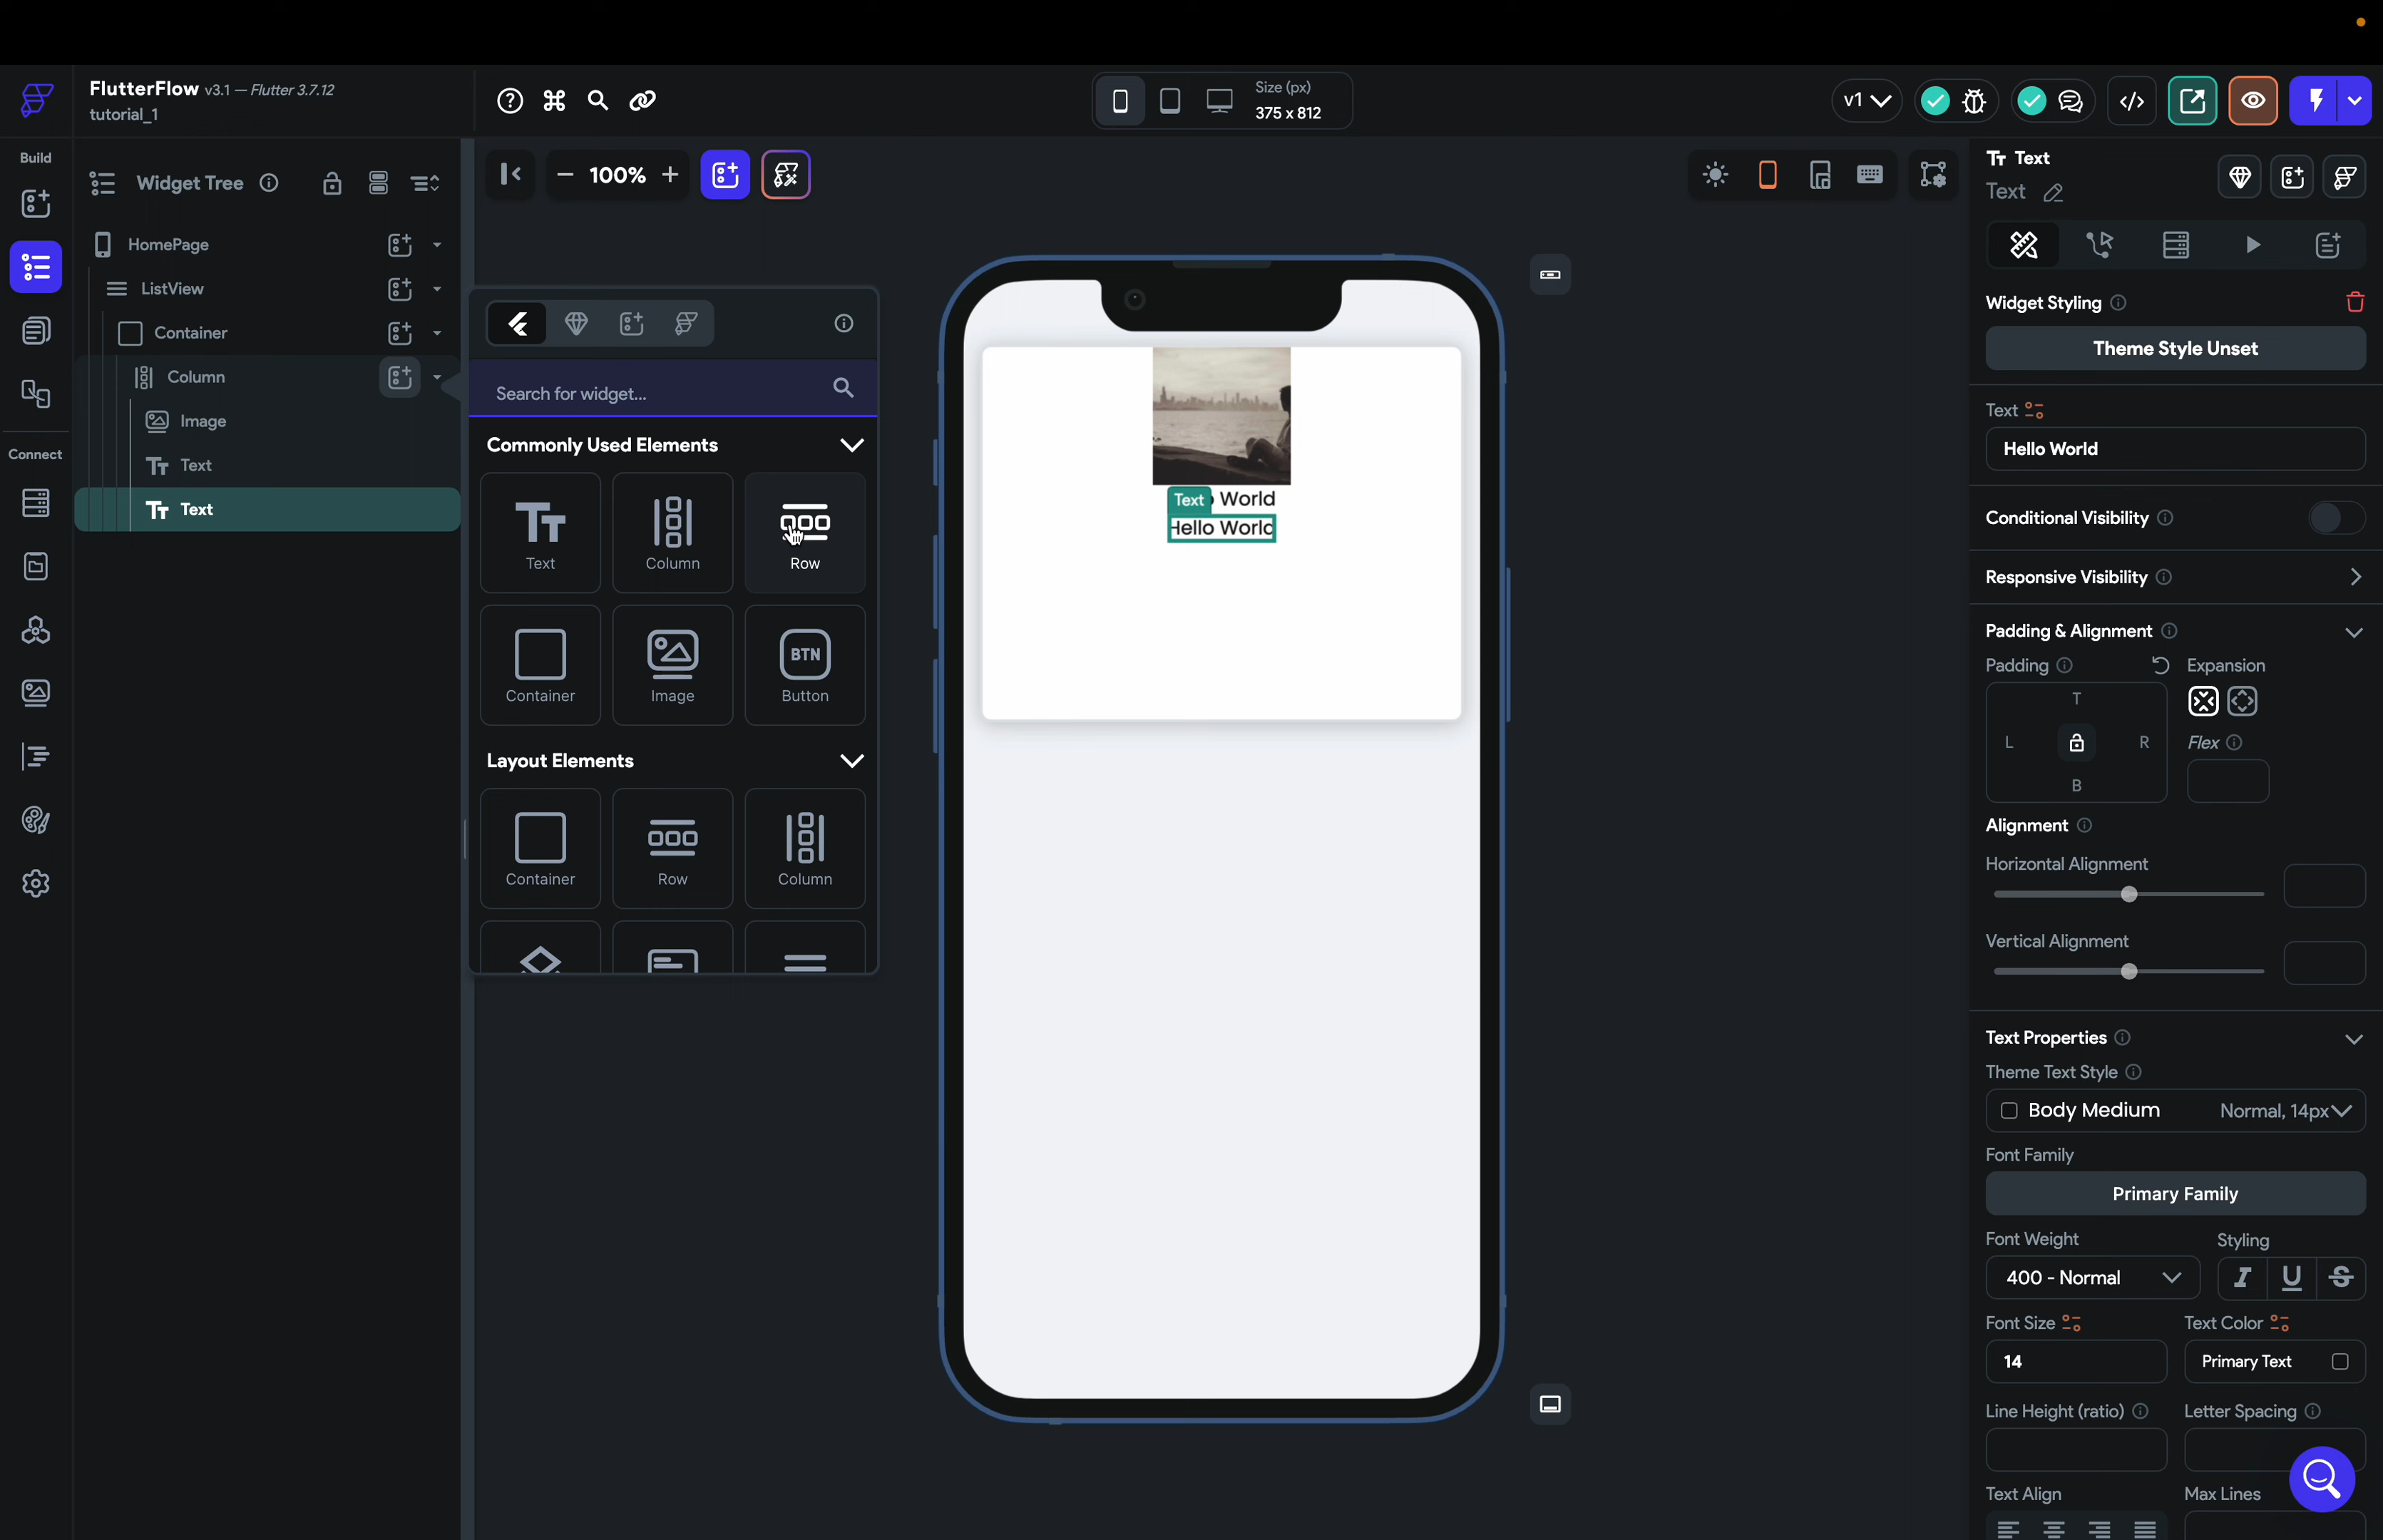 FlutterFlow v3.1 – Flutter 3.7.12
tutorial_1
Size (px)
375 x 812
v1
Build
Widget Tree
100%
HomePage
ListView
Container
Column
Image
Text
Text
Connect
Search for widget...
Commonly Used Elements
Text
Column
Row
Container
Image
BTN
Button
Layout Elements
Container
Row
Column
Text
World
Hello World
Text
Text
Widget Styling
Theme Style Unset
Text
Hello World
Conditional Visibility
Responsive Visibility
Padding & Alignment
Padding
Expansion
T
L
R
B
Flex
Alignment
Horizontal Alignment
Vertical Alignment
Text Properties
Theme Text Style
Body Medium Normal, 14px
Font Family
Primary Family
Font Weight
Styling
400 - Normal
I U S
Font Size
Text Color
14
Primary Text
Line Height (ratio)
Letter Spacing
Text Align
Max Lines